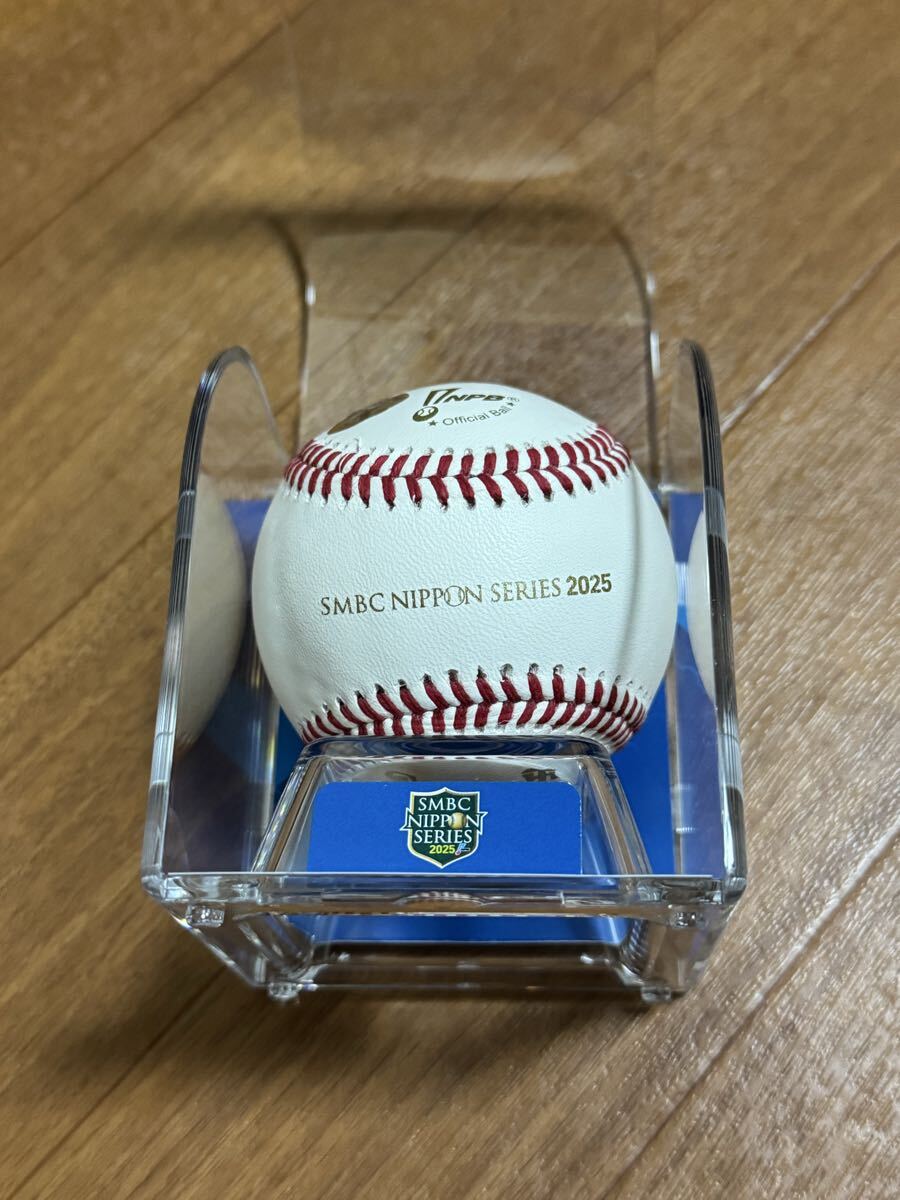 NPB®
★ Official Ball ★
SMBC NIPPON SERIES 2025
SMBC
NIPPON
SERIES
2025